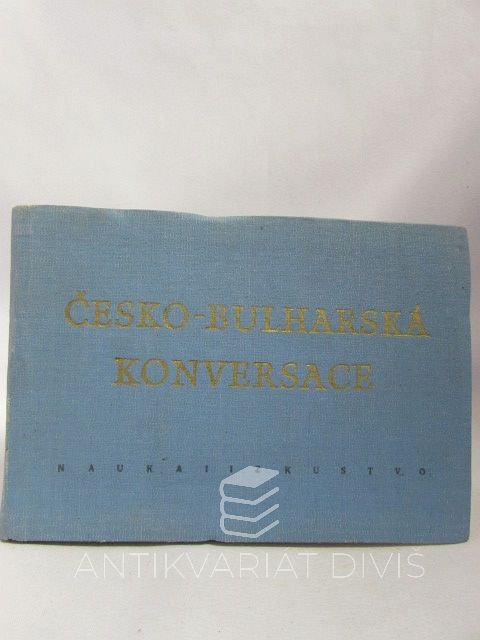 ČESKO-BULHARSKÁ
KONVERSACE
NAUKA I IZKUSTVO
ANTIKVARIÁT DIVIŠ